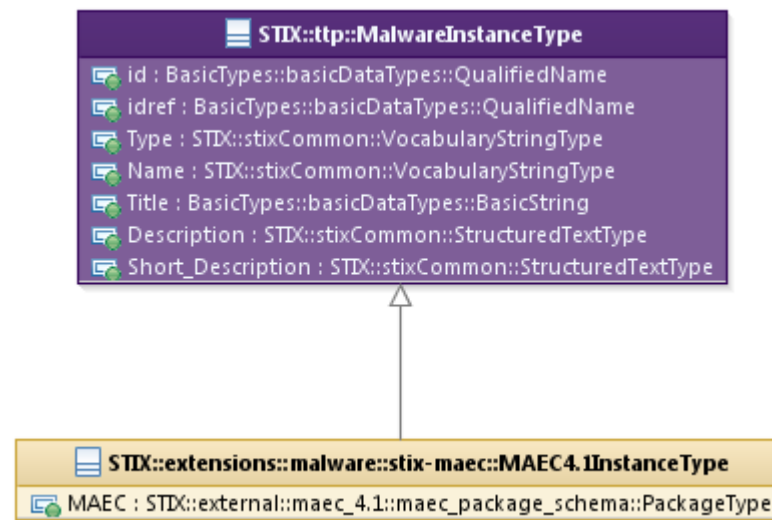 STIX::ttp::MalwareInstanceType
id : BasicTypes::basicDataTypes::QualifiedName
idref : BasicTypes::basicDataTypes::QualifiedName
Type : STIX::stixCommon::VocabularyStringType
Name : STIX::stixCommon::VocabularyStringType
Title : BasicTypes::basicDataTypes::BasicString
Description : STIX::stixCommon::StructuredTextType
Short_Description : STIX::stixCommon::StructuredTextType
STIX::extensions::malware::stix-maec::MAEC4.1InstanceType
MAEC : STIX::external::maec_4.1::maec_package_schema::PackageType